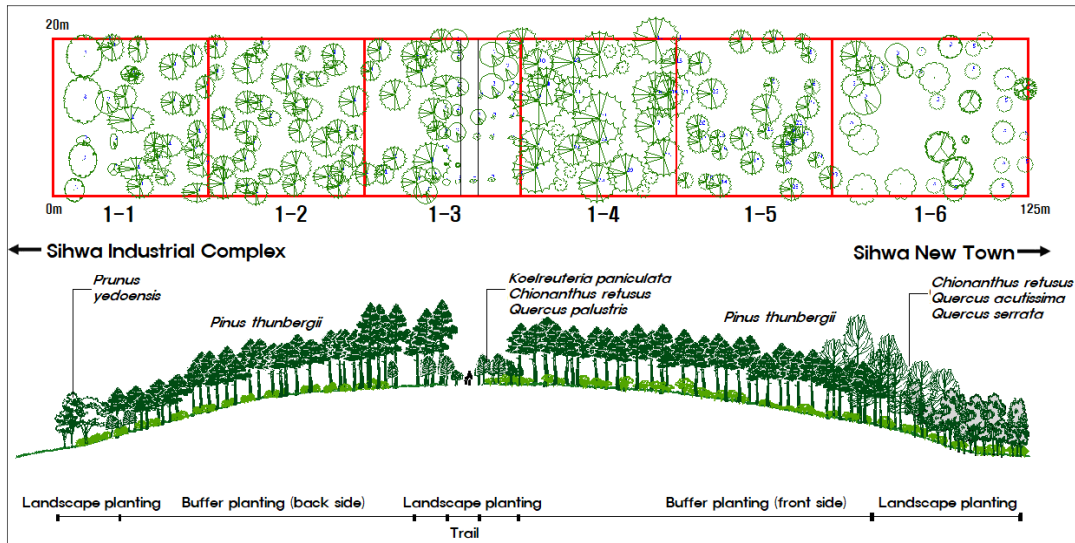 20m
0m
1-1
1-2
1-3
1-4
1-5
1-6
125m
Sihwa Industrial Complex
Sihwa New Town
Prunus
yedoensis
Pinus thunbergii
Koelreuteria paniculata
Chionanthus retusus
Quercus palustris
Pinus thunbergii
Chionanthus retusus
Quercus acutissima
Quercus serrata
Landscape planting
Buffer planting (back side)
Landscape planting
Buffer planting (front side)
Landscape planting
Trail